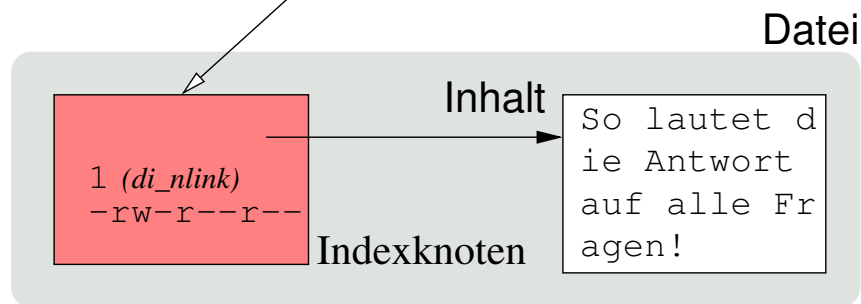 Datei
Inhalt
1 (di_nlink)
-rw-r--r--
Indexknoten
So lautet d
ie Antwort
auf alle Fr
agen!